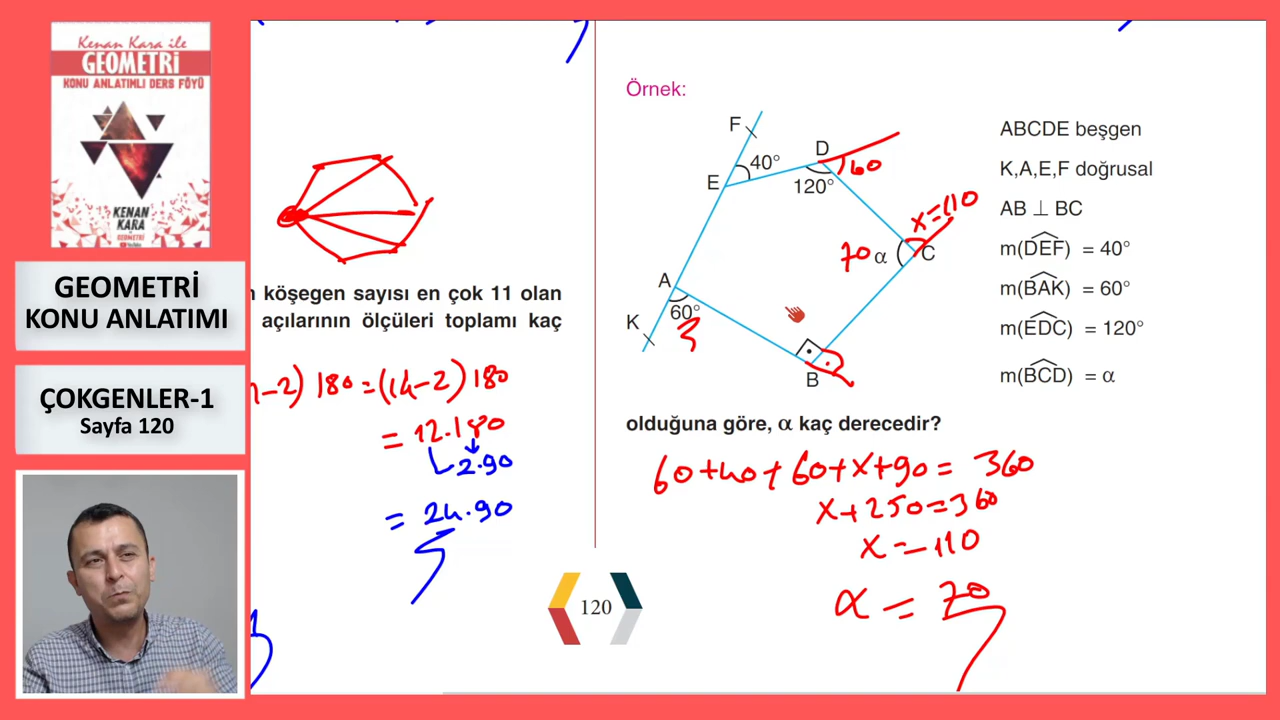 Kenan Kara ile
GEOMETRİ
KONU ANLATIMLI DERS FÖYÜ
KENAN
KARA
GEOMETRİ
GEOMETRİ
KONU ANLATIMI
ÇOKGENLER-1
Sayfa 120
n köşegen sayısı en çok 11 olan
açılarının ölçüleri toplamı kaç
-2) 180 = (14-2) 180
= 12.180
2.90
= 24.90
Örnek:
F
D
40°
60
E
120°
x=110
70 α
C
A
60°
K
B
ABCDE beşgen
K,A,E,F doğrusal
AB ⊥ BC
m(DEF) = 40°
m(BAK) = 60°
m(EDC) = 120°
m(BCD) = α
olduğuna göre, α kaç derecedir?
60+40+60+x+90= 360
x+250=360
x=110
α = 70
120